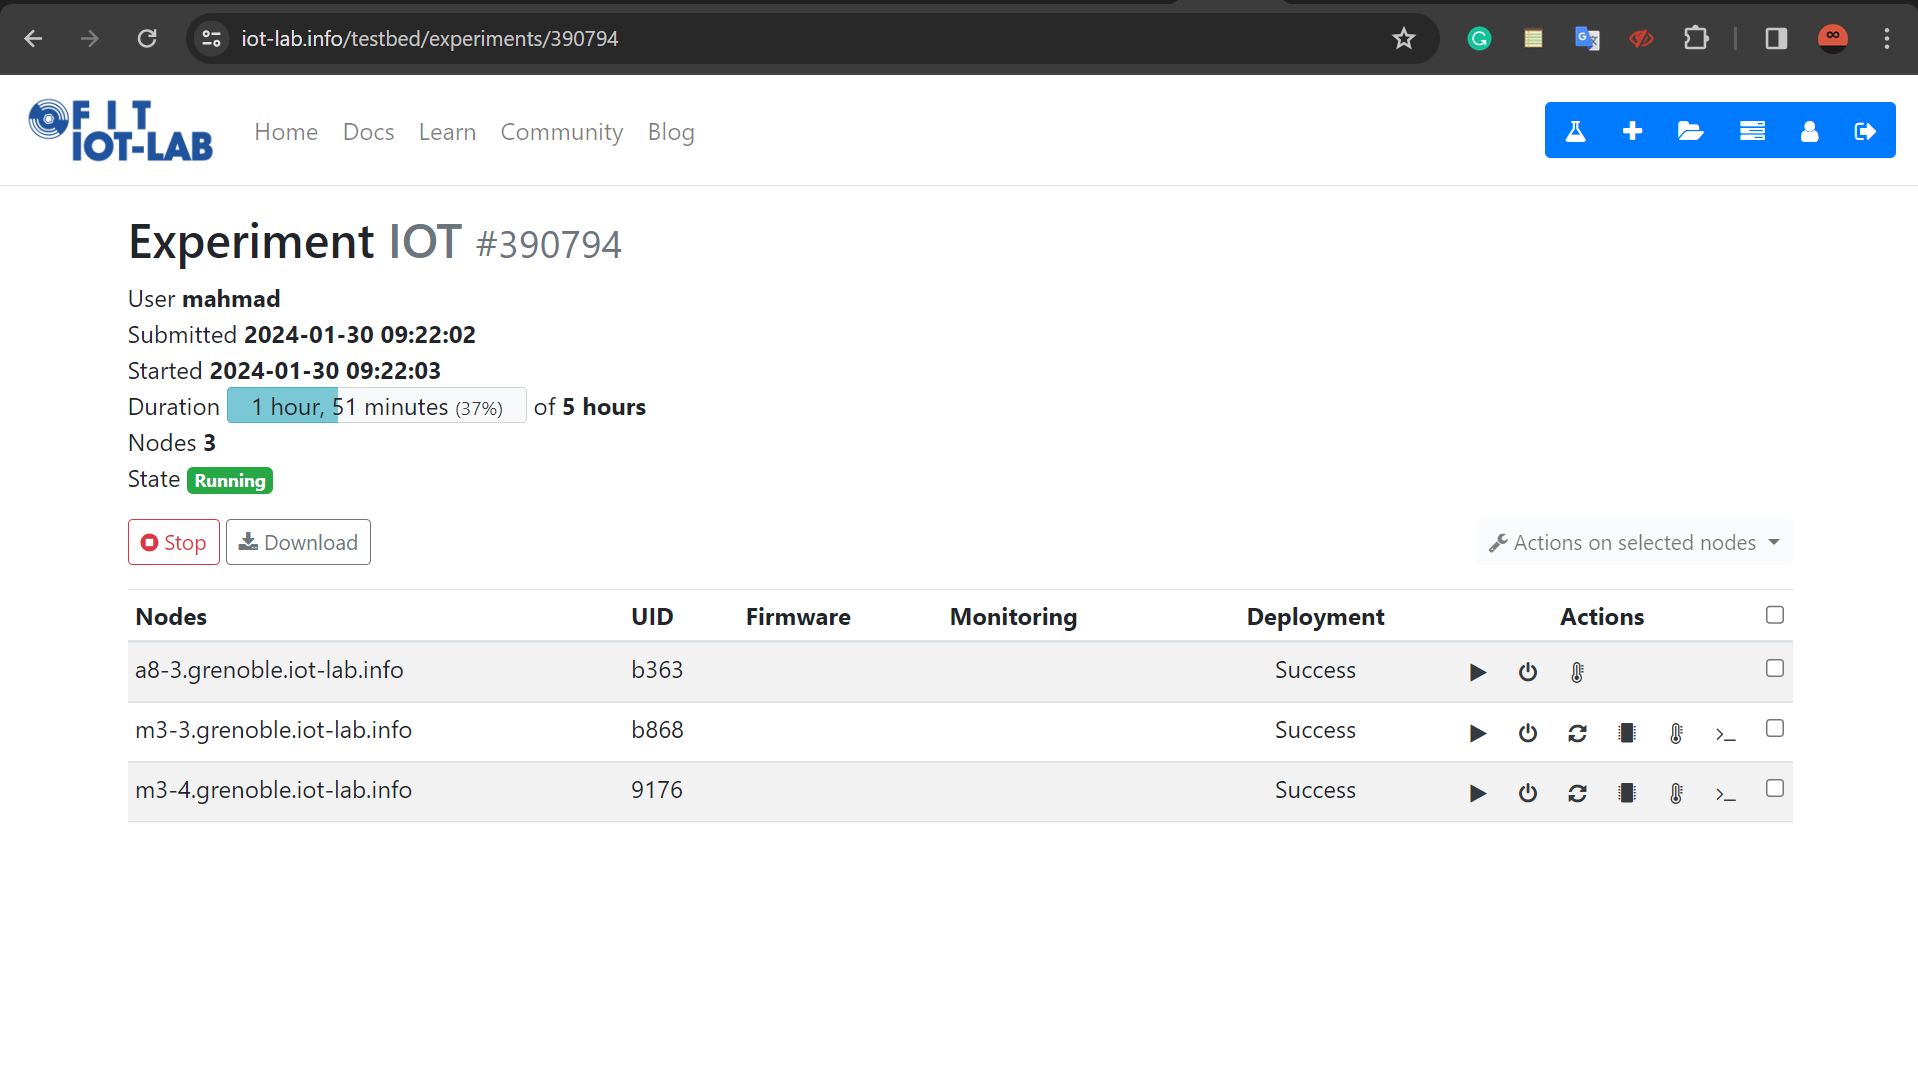 iot-lab.info/testbed/experiments/390794
FIT
IOT-LAB
Home Docs Learn Community Blog
Experiment IOT #390794
User mahmad
Submitted 2024-01-30 09:22:02
Started 2024-01-30 09:22:03
Duration 1 hour, 51 minutes (37%) of 5 hours
Nodes 3
State Running
Stop Download Actions on selected nodes
Nodes UID Firmware Monitoring Deployment Actions
a8-3.grenoble.iot-lab.info b363 Success
m3-3.grenoble.iot-lab.info b868 Success
m3-4.grenoble.iot-lab.info 9176 Success